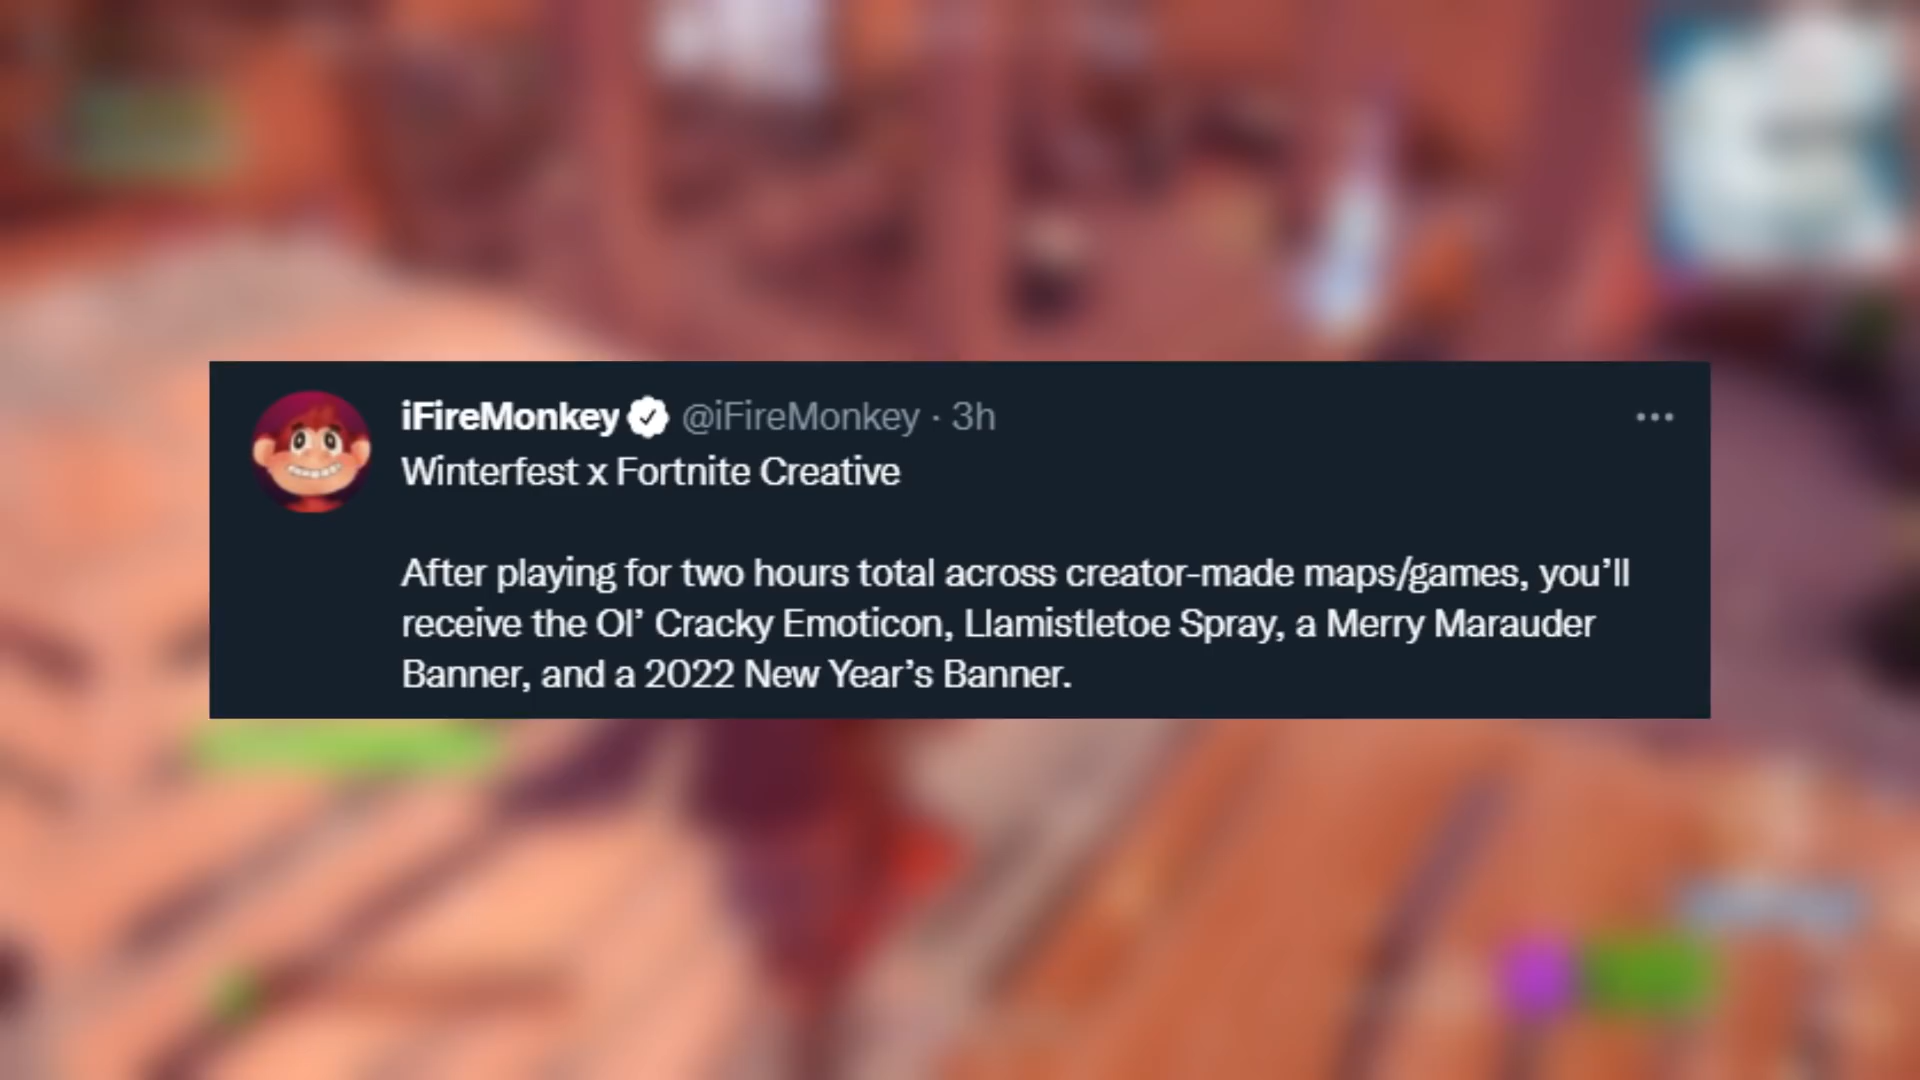 iFireMonkey @iFireMonkey · 3h
Winterfest x Fortnite Creative
After playing for two hours total across creator-made maps/games, you’ll
receive the Ol’ Cracky Emoticon, Llamistletoe Spray, a Merry Marauder
Banner, and a 2022 New Year’s Banner.